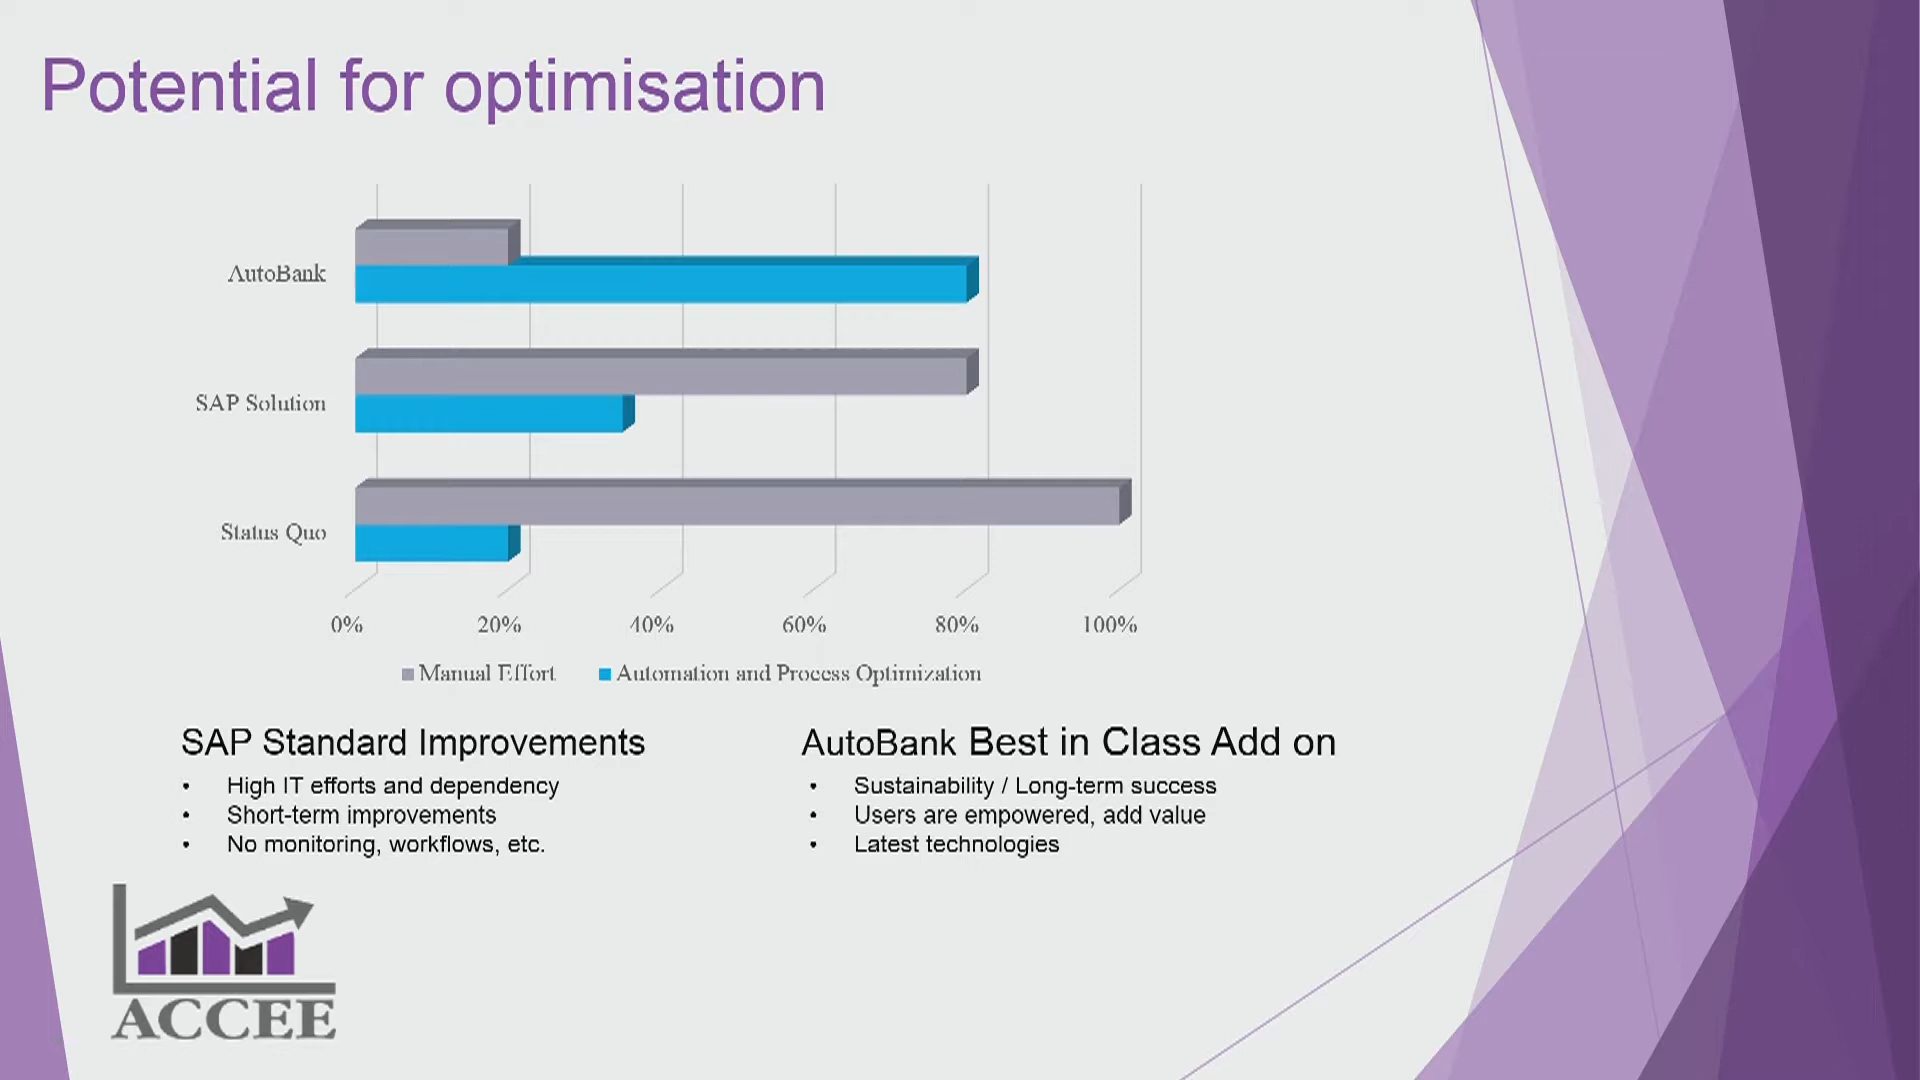 Potential for optimisation
AutoBank
SAP Solution
Status Quo
0% 20% 40% 60% 80% 100%
Manual Effort Automation and Process Optimization
SAP Standard Improvements
• High IT efforts and dependency
• Short-term improvements
• No monitoring, workflows, etc.
AutoBank Best in Class Add on
• Sustainability / Long-term success
• Users are empowered, add value
• Latest technologies
ACCEE